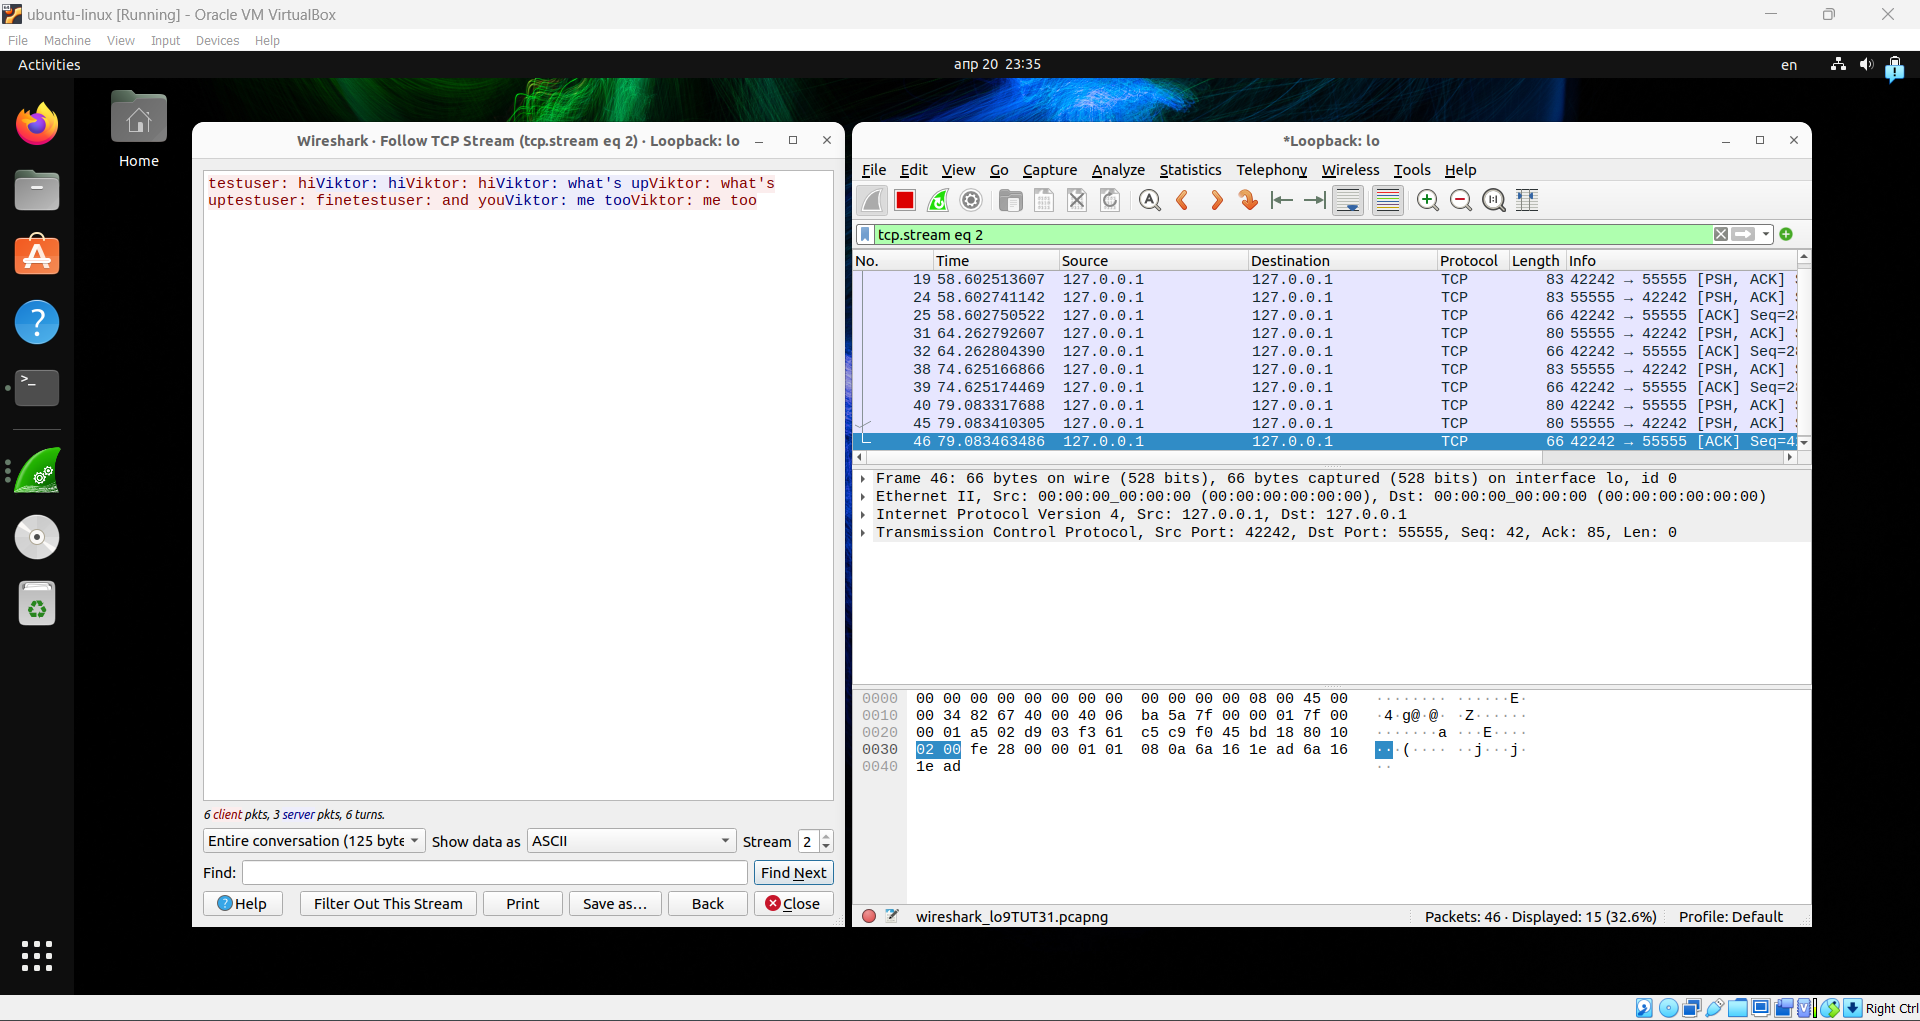 ubuntu-linux [Running] - Oracle VM VirtualBox
File Machine View Input Devices Help
Activities
апр 20 23:35
en
Home
Wireshark · Follow TCP Stream (tcp.stream eq 2) · Loopback: lo
testuser: hiViktor: hiViktor: hiViktor: what's upViktor: what's
uptestuser: finetestuser: and youViktor: me tooViktor: me too
6 client pkts, 3 server pkts, 6 turns.
Entire conversation (125 byte
Show data as ASCII
Stream 2
Find:
Find Next
Help
Filter Out This Stream
Print
Save as…
Back
Close
*Loopback: lo
File Edit View Go Capture Analyze Statistics Telephony Wireless Tools Help
tcp.stream eq 2
No. Time Source Destination Protocol Length Info
19 58.602513607 127.0.0.1 127.0.0.1 TCP 83 42242 → 55555 [PSH, ACK]
24 58.602741142 127.0.0.1 127.0.0.1 TCP 83 55555 → 42242 [PSH, ACK]
25 58.602750522 127.0.0.1 127.0.0.1 TCP 66 42242 → 55555 [ACK] Seq=2
31 64.262792607 127.0.0.1 127.0.0.1 TCP 80 55555 → 42242 [PSH, ACK]
32 64.262804390 127.0.0.1 127.0.0.1 TCP 66 42242 → 55555 [ACK] Seq=2
38 74.625166866 127.0.0.1 127.0.0.1 TCP 83 55555 → 42242 [PSH, ACK]
39 74.625174469 127.0.0.1 127.0.0.1 TCP 66 42242 → 55555 [ACK] Seq=2
40 79.083317688 127.0.0.1 127.0.0.1 TCP 80 42242 → 55555 [PSH, ACK]
45 79.083410305 127.0.0.1 127.0.0.1 TCP 80 55555 → 42242 [PSH, ACK]
46 79.083463486 127.0.0.1 127.0.0.1 TCP 66 42242 → 55555 [ACK] Seq=4
Frame 46: 66 bytes on wire (528 bits), 66 bytes captured (528 bits) on interface lo, id 0
Ethernet II, Src: 00:00:00_00:00:00 (00:00:00:00:00:00), Dst: 00:00:00_00:00:00 (00:00:00:00:00:00)
Internet Protocol Version 4, Src: 127.0.0.1, Dst: 127.0.0.1
Transmission Control Protocol, Src Port: 42242, Dst Port: 55555, Seq: 42, Ack: 85, Len: 0
0000 00 00 00 00 00 00 00 00 00 00 00 00 08 00 45 00 ········ ······E·
0010 00 34 82 67 40 00 40 06 ba 5a 7f 00 00 01 7f 00 ·4·g@·@· ·Z······
0020 00 01 a5 02 d9 03 f3 61 c5 c9 f0 45 bd 18 80 10 ·······a ···E····
0030 02 00 fe 28 00 00 01 01 08 0a 6a 16 1e ad 6a 16 ···(···· ··j···j·
0040 1e ad ··
wireshark_lo9TUT31.pcapng
Packets: 46 · Displayed: 15 (32.6%)
Profile: Default
Right Ctrl